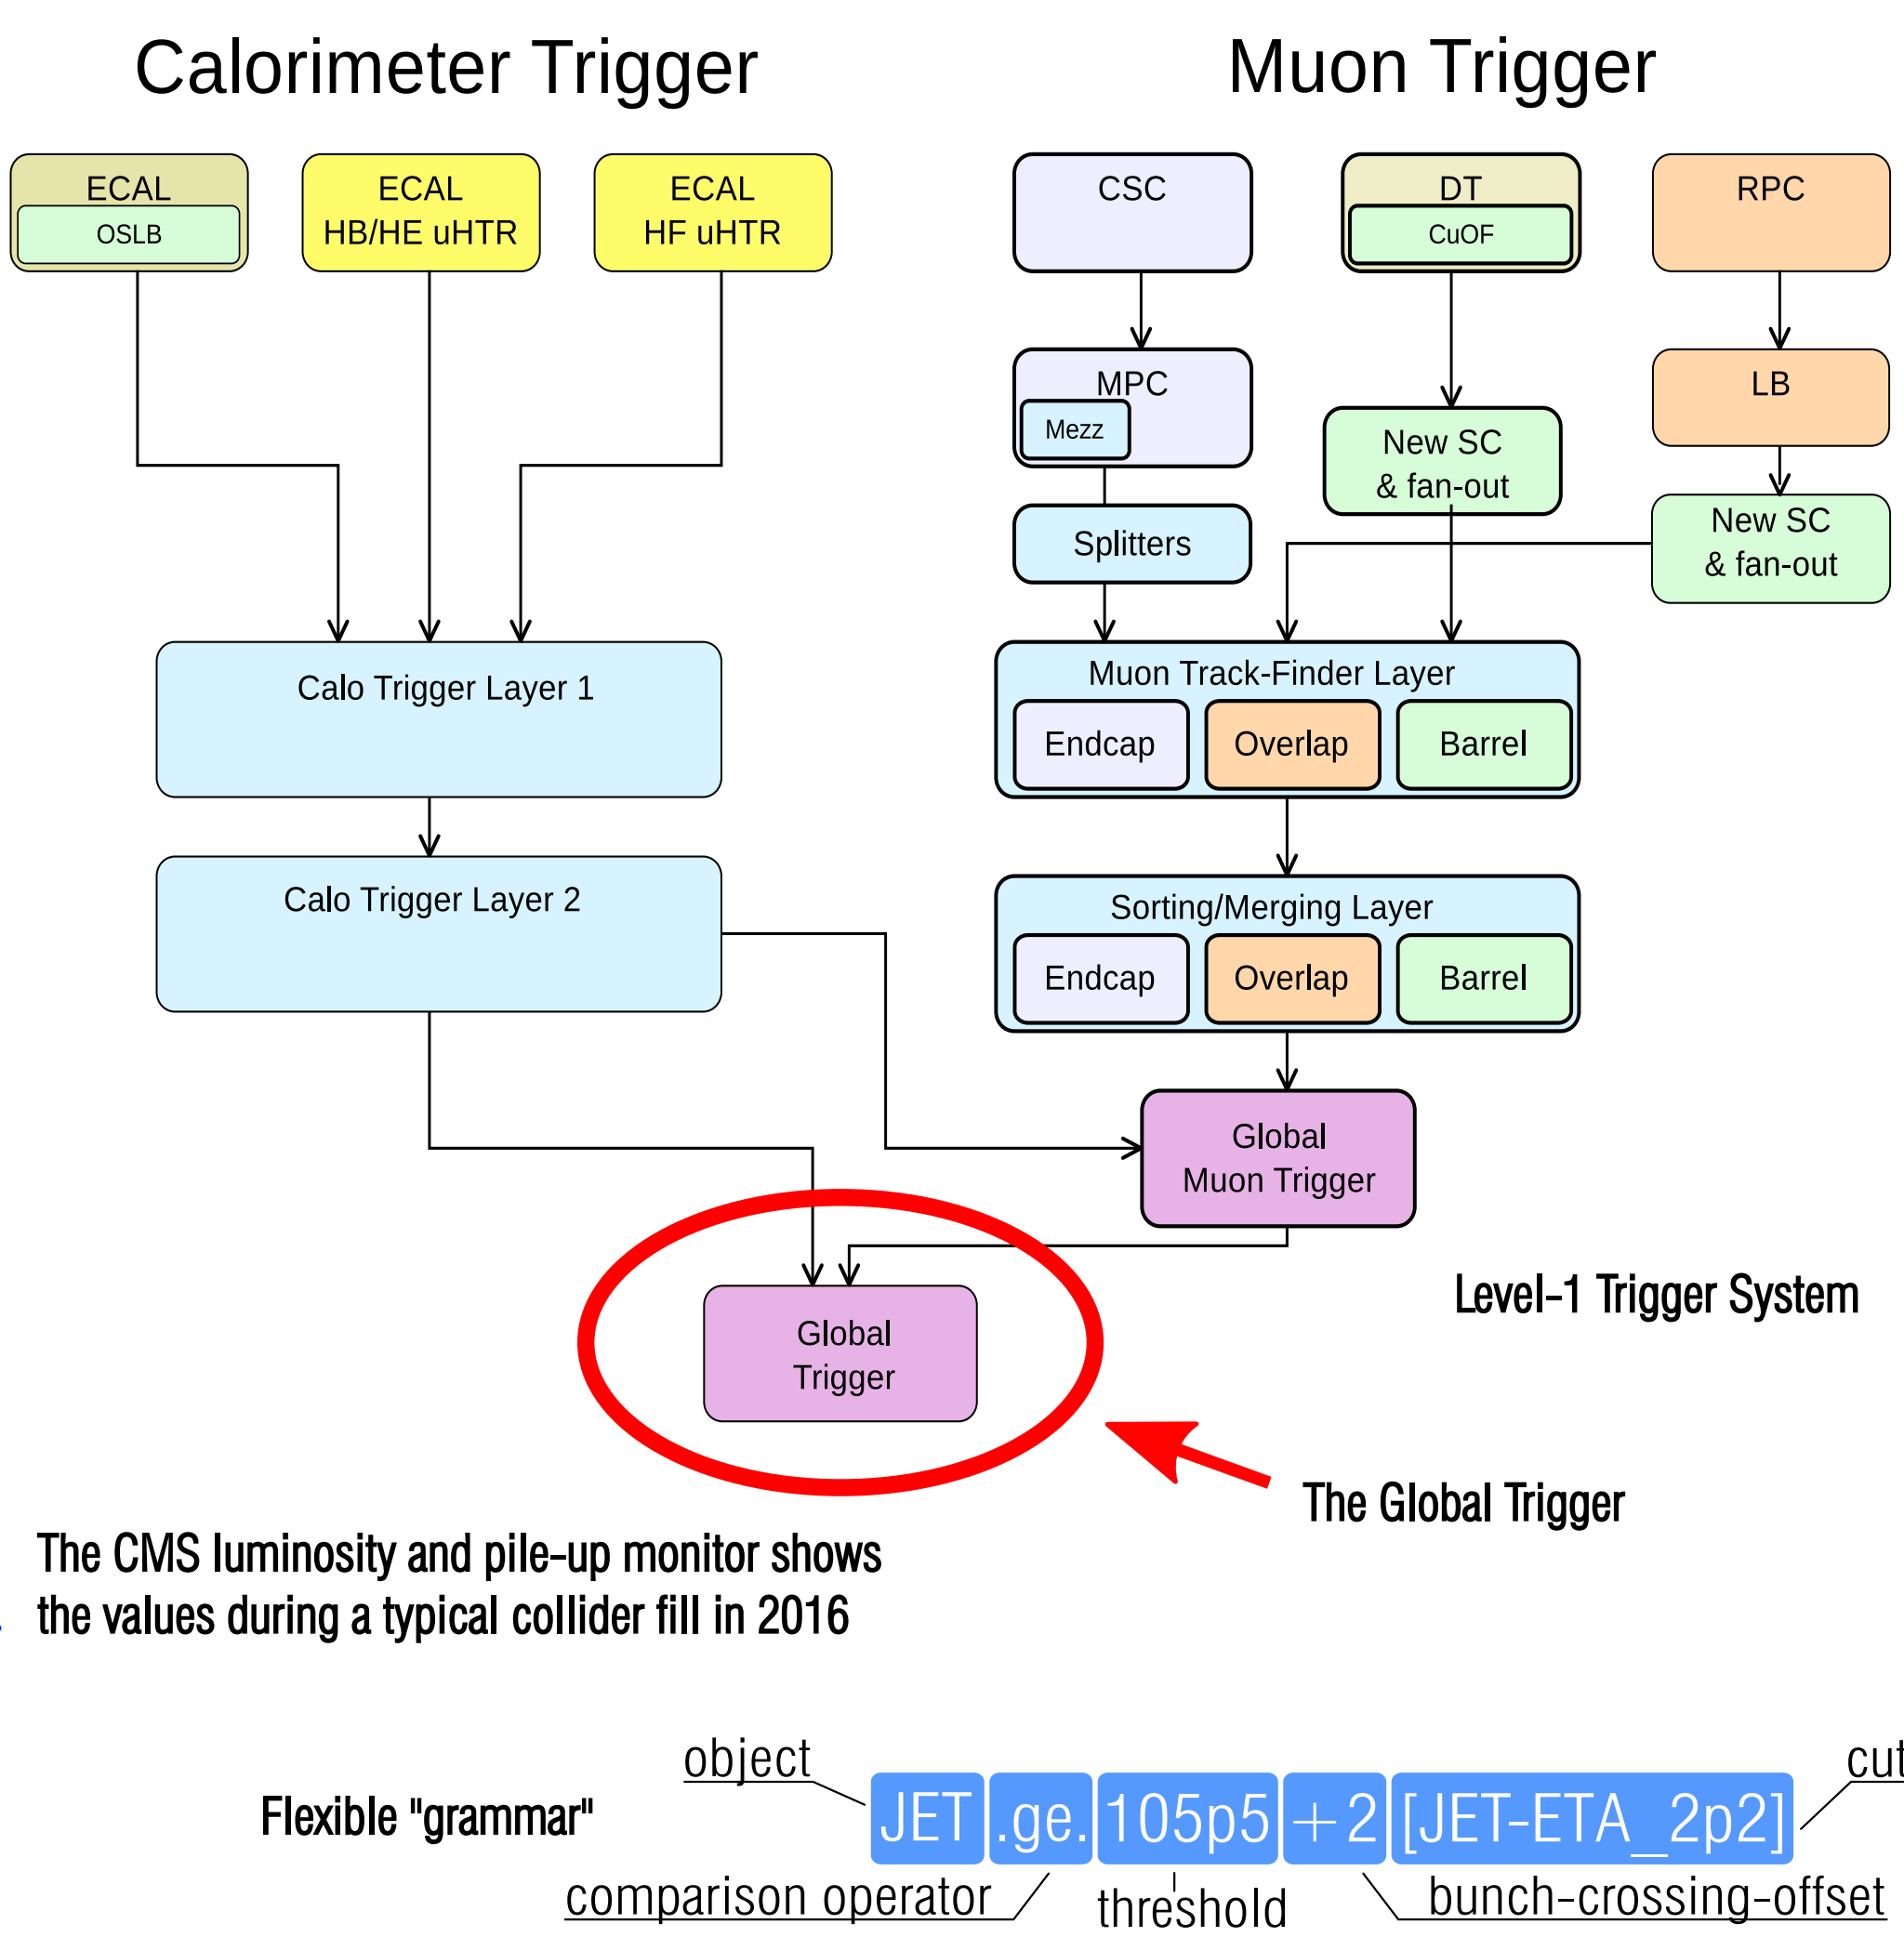 Calorimeter Trigger
Muon Trigger
ECAL
OSLB
ECAL
HB/HE uHTR
ECAL
HF uHTR
CSC
DT
CuOF
RPC
MPC
Mezz
LB
New SC
& fan-out
New SC
& fan-out
Splitters
Calo Trigger Layer 1
Muon Track-Finder Layer
Endcap
Overlap
Barrel
Calo Trigger Layer 2
Sorting/Merging Layer
Endcap
Overlap
Barrel
Global
Muon Trigger
Global
Trigger
Level-1 Trigger System
The Global Trigger
The CMS luminosity and pile-up monitor shows
the values during a typical collider fill in 2016
object
cut
Flexible "grammar"
JET .ge. 105p5 +2 [JET-ETA_2p2]
comparison operator
threshold
bunch-crossing-offset